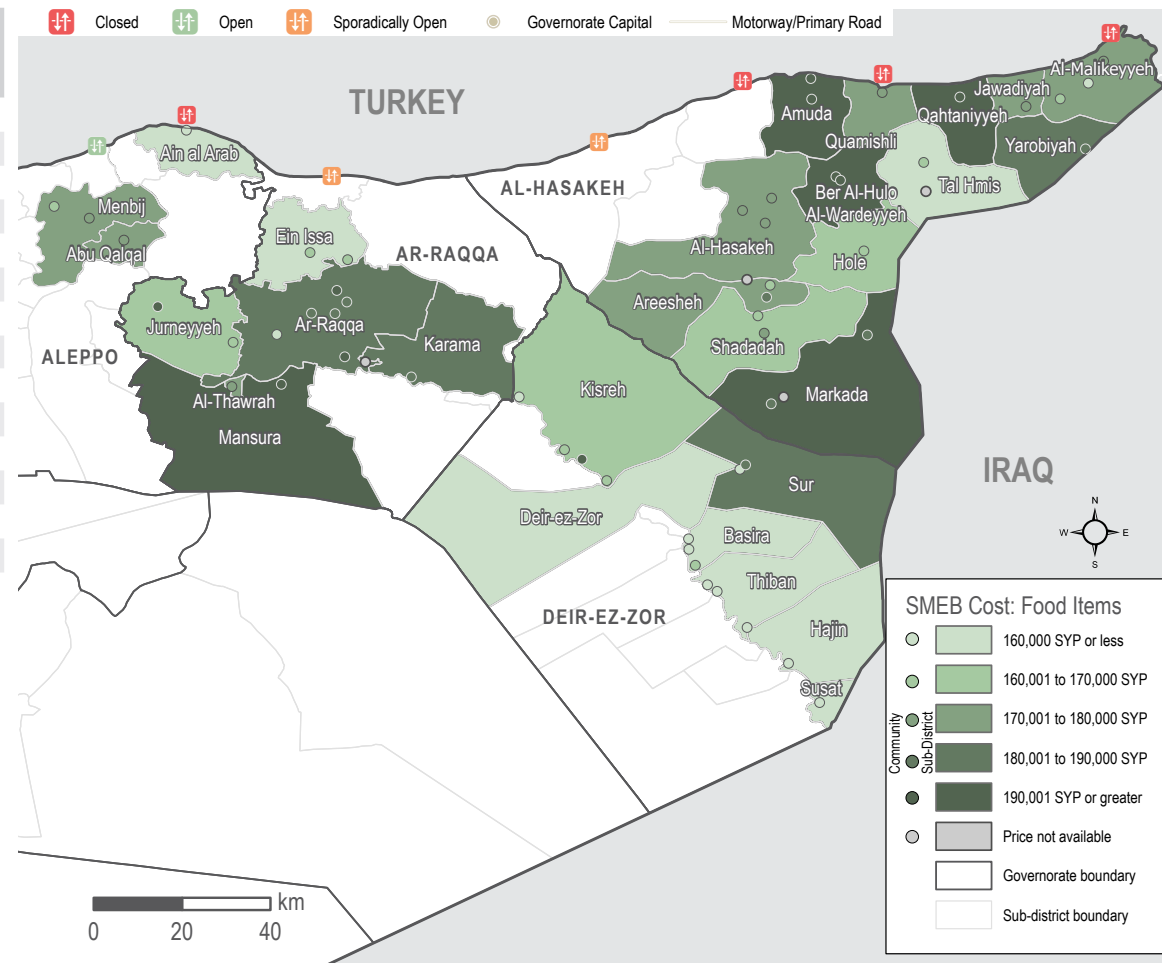 Closed
Open
Sporadically Open
Governorate Capital
Motorway/Primary Road
TURKEY
Al-Malikeyyeh
Jawadiyah
Amuda
Qahtaniyyeh
Quamishli
Yarobiyah
Ain al Arab
AL-HASAKEH
Tal Hmis
Ber Al-Hulo
Al-Wardeyyeh
Menbij
Ein Issa
Abu Qalqal
Al-Hasakeh
AR-RAQQA
Hole
Areesheh
Jurneyyeh
Ar-Raqqa
Karama
Shadadah
ALEPPO
Kisreh
Markada
Al-Thawrah
Mansura
IRAQ
Sur
Deir-ez-Zor
Basira
N
W
E
S
Thiban
DEIR-EZ-ZOR
Hajin
Susat
SMEB Cost: Food Items
160,000 SYP or less
160,001 to 170,000 SYP
170,001 to 180,000 SYP
180,001 to 190,000 SYP
190,001 SYP or greater
Price not available
Governorate boundary
Sub-district boundary
Community
Sub-District
km
0 20 40